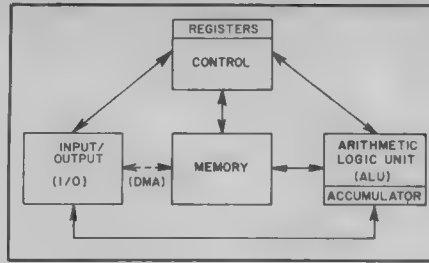 REGISTERS
CONTROL
INPUT/
OUTPUT
(I/O)
(DMA)
MEMORY
ARITHMETIC
LOGIC UNIT
(ALU)
ACCUMULATOR